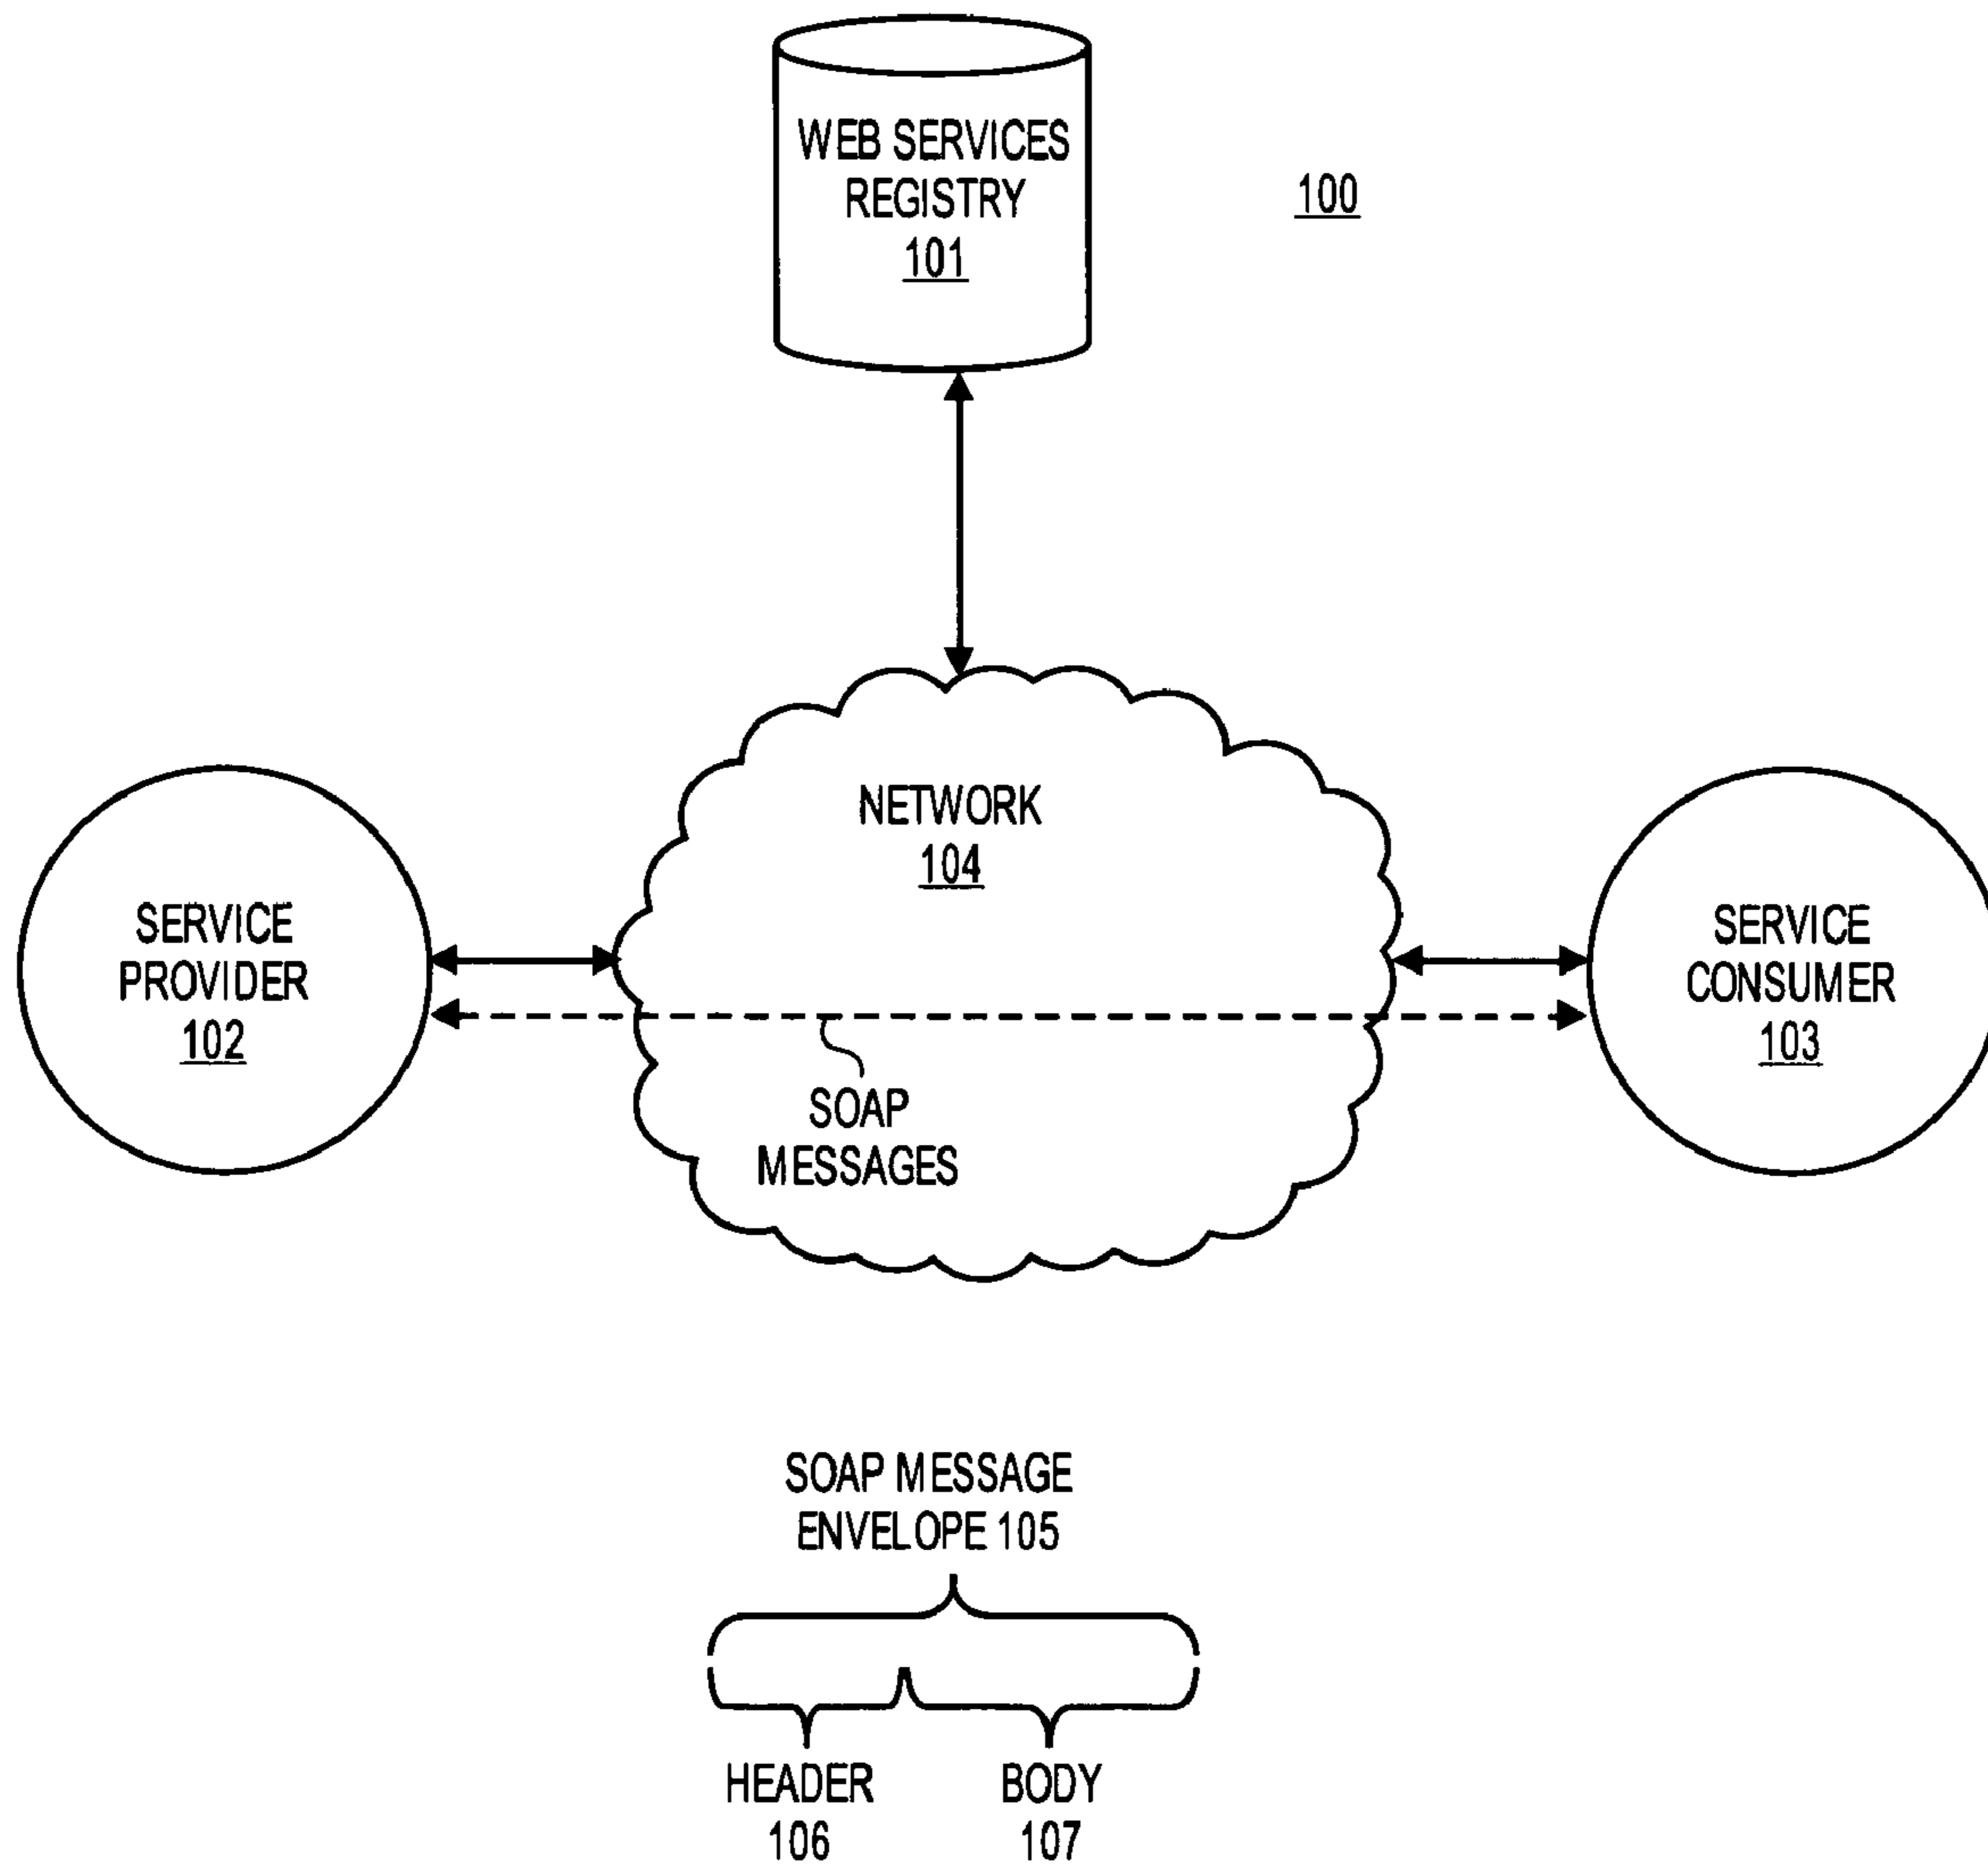 WEB SERVICES
REGISTRY
101
100
NETWORK
104
SERVICE
PROVIDER
102
SERVICE
CONSUMER
103
SOAP
MESSAGES
SOAP MESSAGE
ENVELOPE 105
HEADER
106
BODY
107